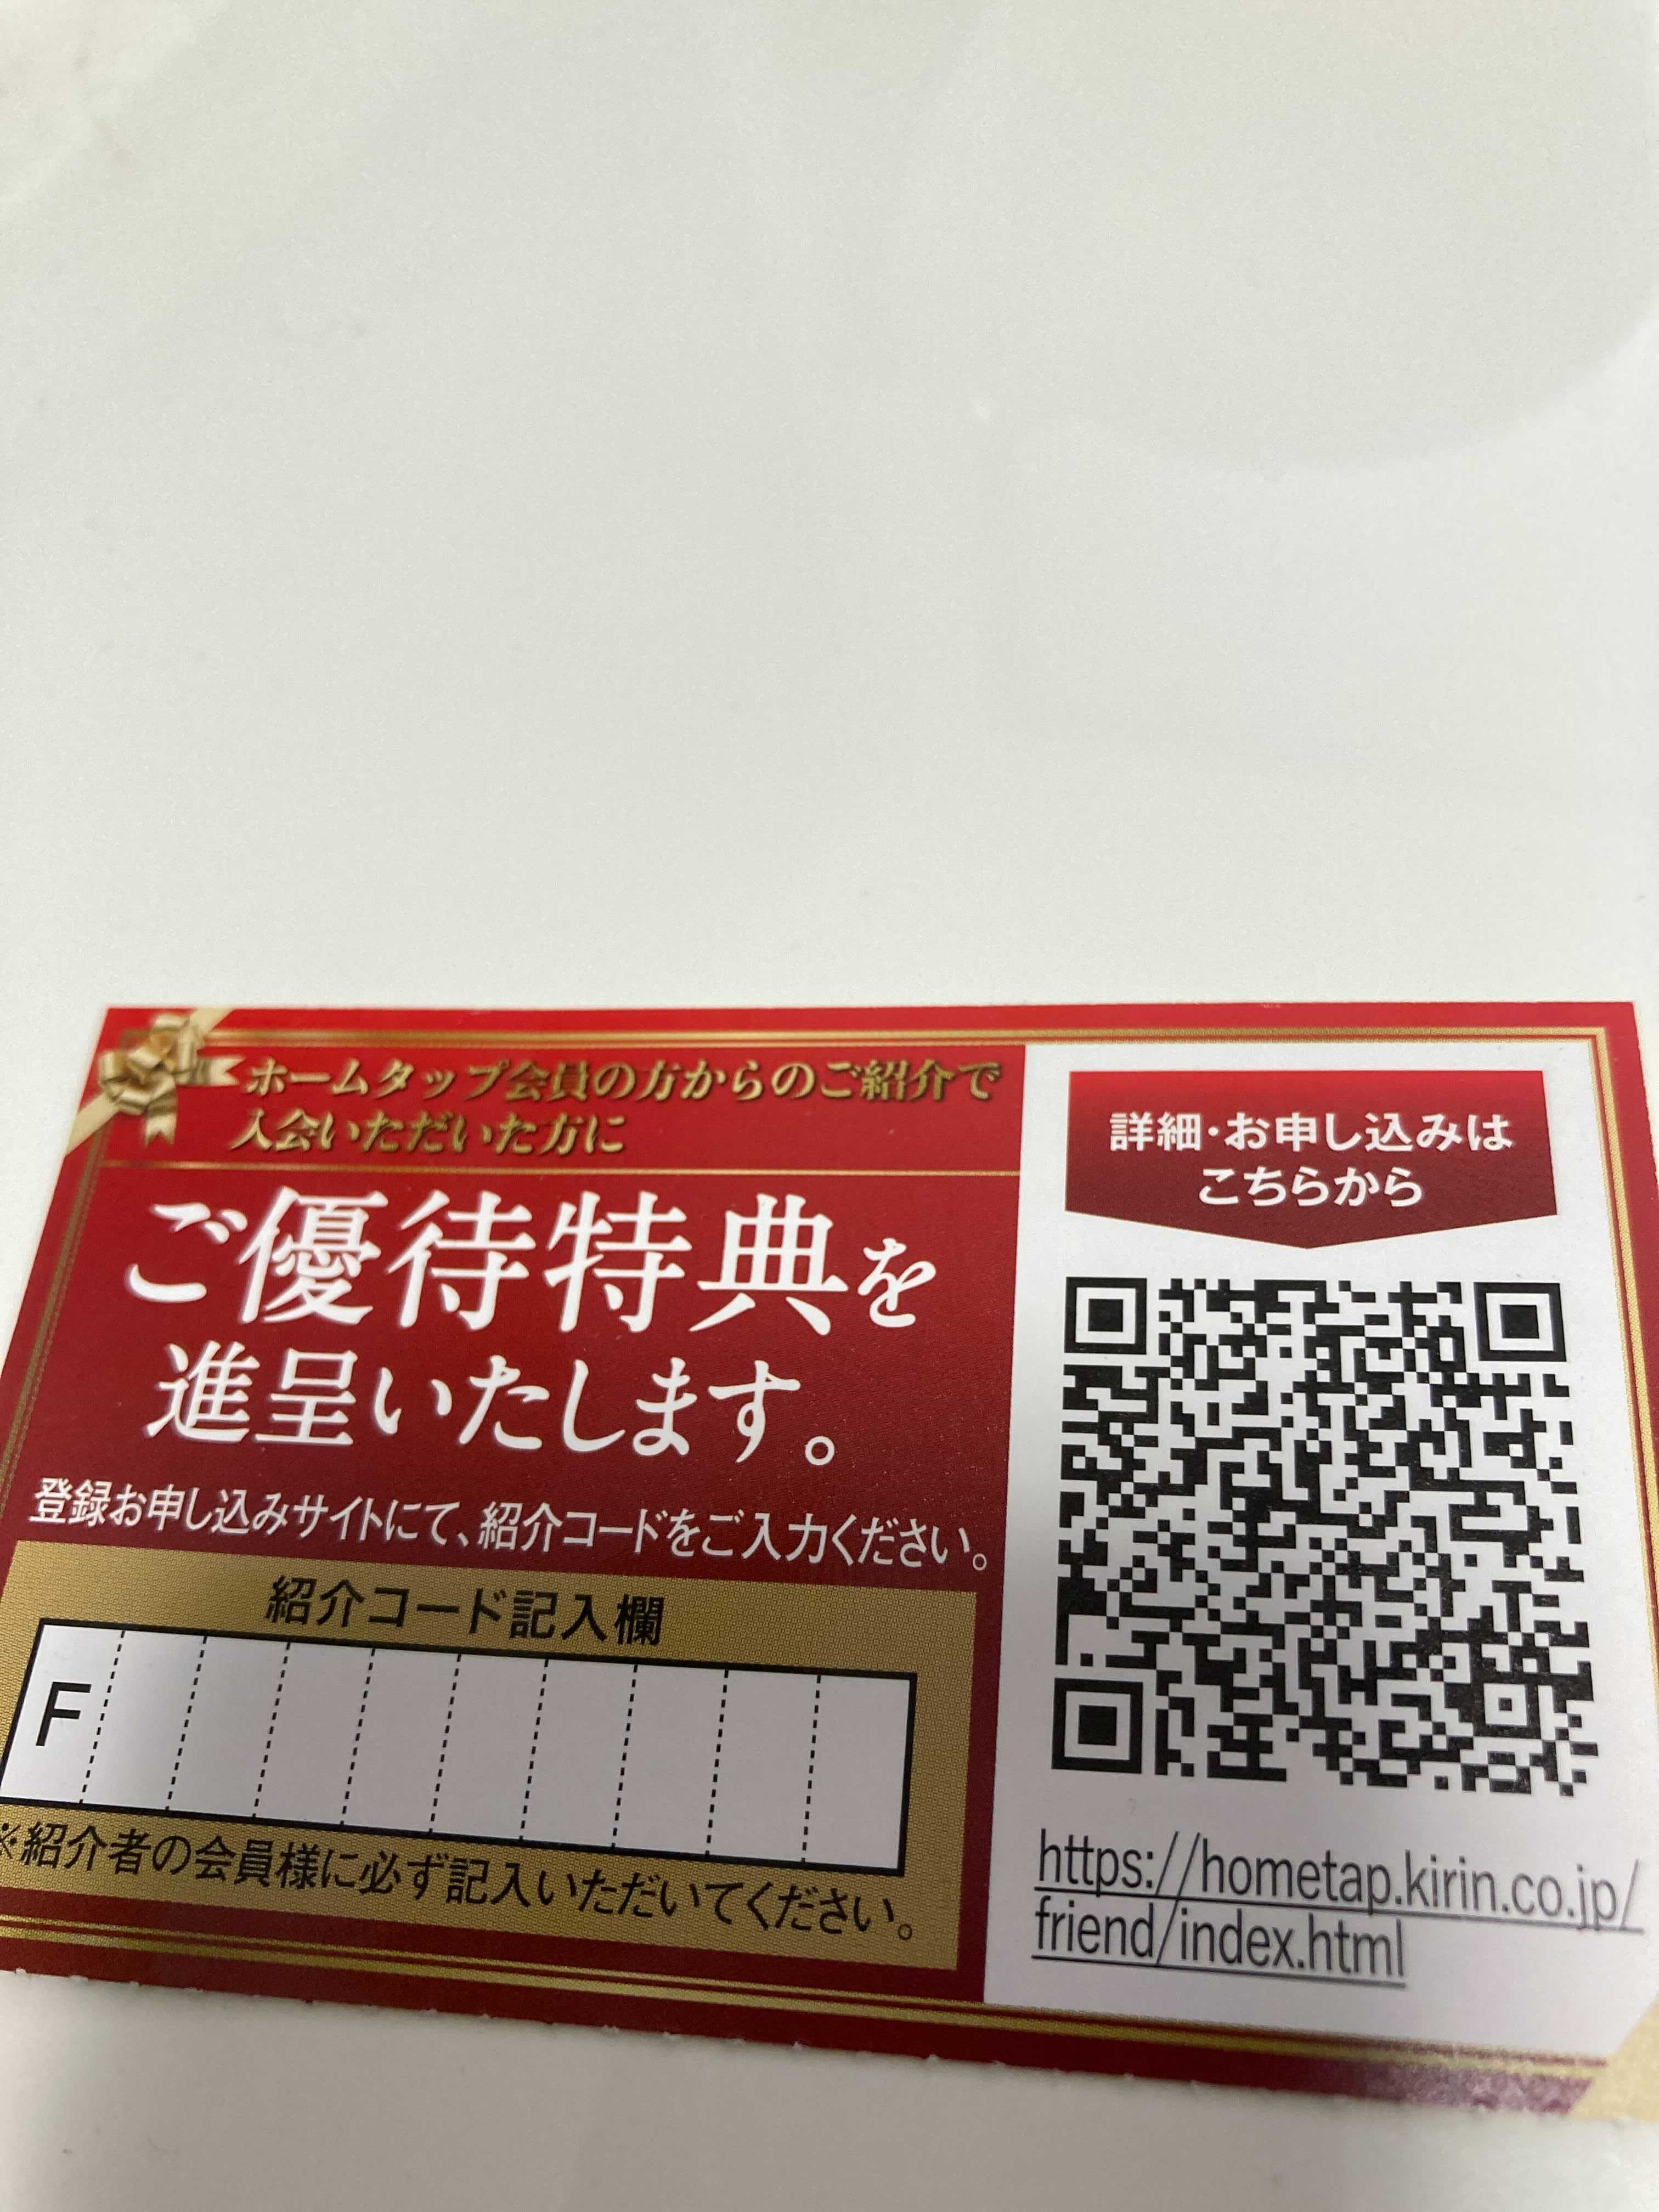 ホームタップ会員の方からのご紹介で
入会いただいた方に
ご優待特典を
進呈いたします。
登録お申し込みサイトにて、紹介コードをご入力ください。
紹介コード記入欄
F
※紹介者の会員様に必ず記入いただいてください。
詳細・お申し込みは
こちらから
https://hometap.kirin.co.jp/
friend/index.html